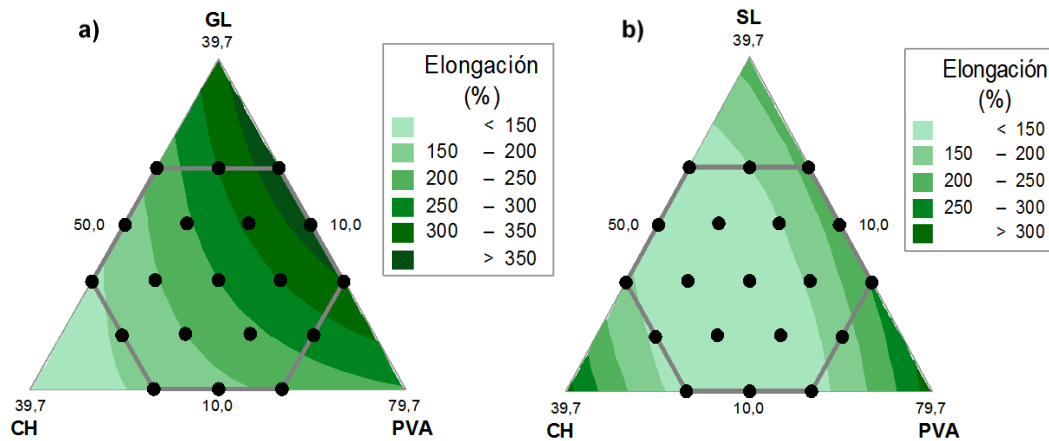 a)
GL
39,7
Elongación
(%)
< 150
150 – 200
200 – 250
250 – 300
300 – 350
> 350
50,0
10,0
39,7
10,0
79,7
CH
PVA
b)
SL
39,7
Elongación
(%)
< 150
150 – 200
200 – 250
250 – 300
> 300
50,0
10,0
39,7
10,0
79,7
CH
PVA